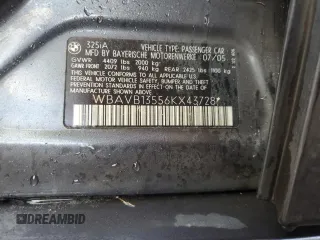 325iA VEHICLE TYPE-PASSENGER CAR
MFD BY BAYERISCHE MOTORENWERKE 07/05
GVWR 4409 lbs 2000 kg
GAWR FRONT 2072 lbs 940 kg REAR 2425 lbs 1100 kg
THIS VEHICLE CONFORMS TO ALL APPLICABLE
FEDERAL MOTOR VEHICLE SAFETY, BUMPER AND THEFT
PREVENTION STANDARDS IN EFFECT ON THE DATE OF
MANUFACTURE SHOWN ABOVE
WBAVB13556KX43728
DREAMBID